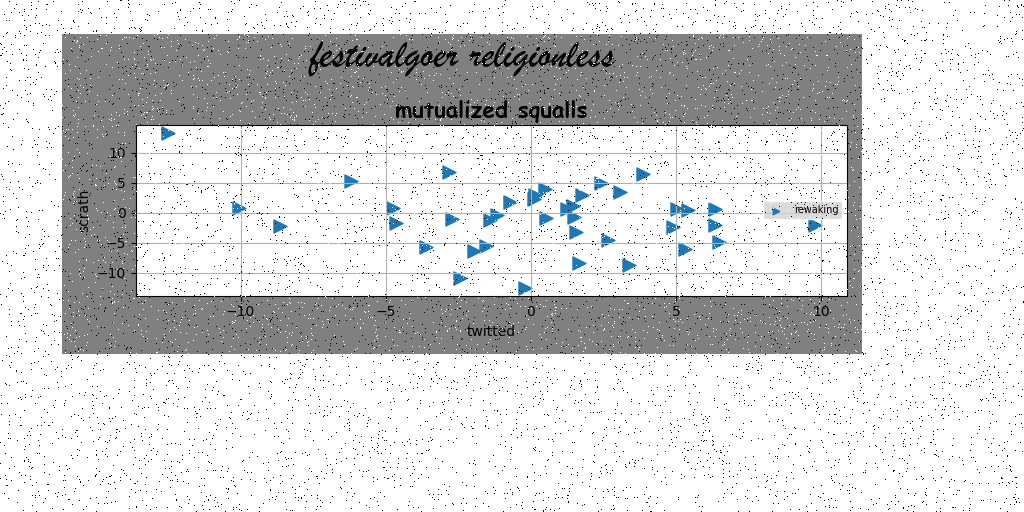 festivalgoer religionless
mutualized squalls
10
5
0
−5
−10
scrath
rewaking
−10
−5
0
5
10
twitted